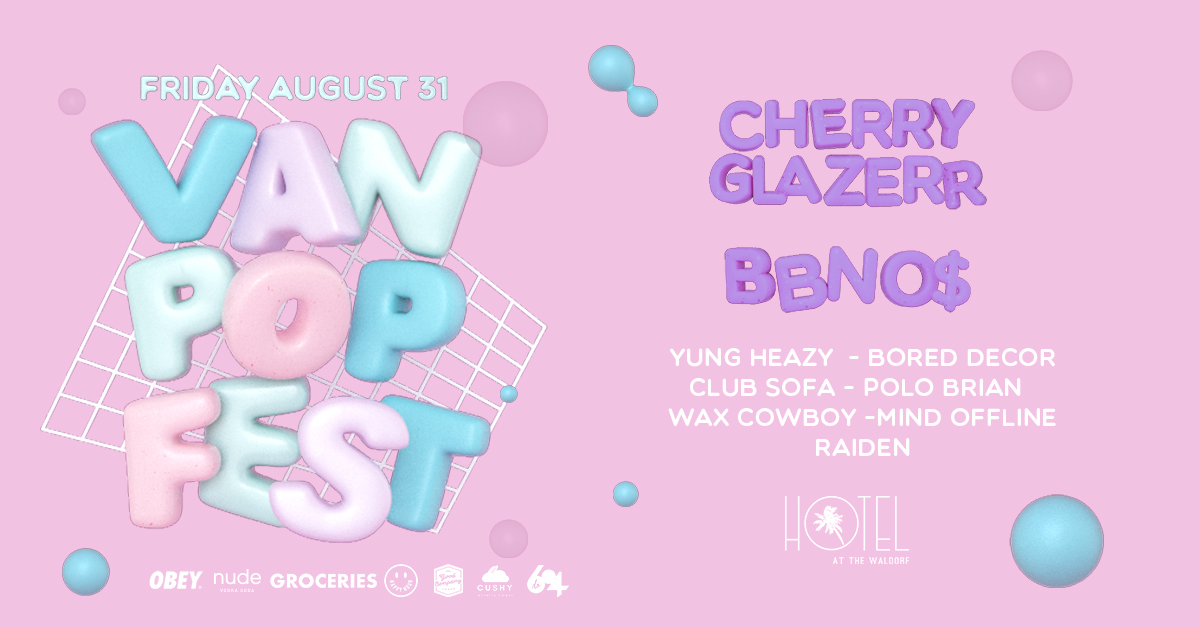 FRIDAY AUGUST 31
VAN
POP
FEST
OBEY nude GROCERIES CUSHY 604
CHERRY
GLAZERR
BBNO$
YUNG HEAZY - BORED DECOR
CLUB SOFA - POLO BRIAN
WAX COWBOY -MIND OFFLINE
RAIDEN
HOTEL
AT THE WALDORF